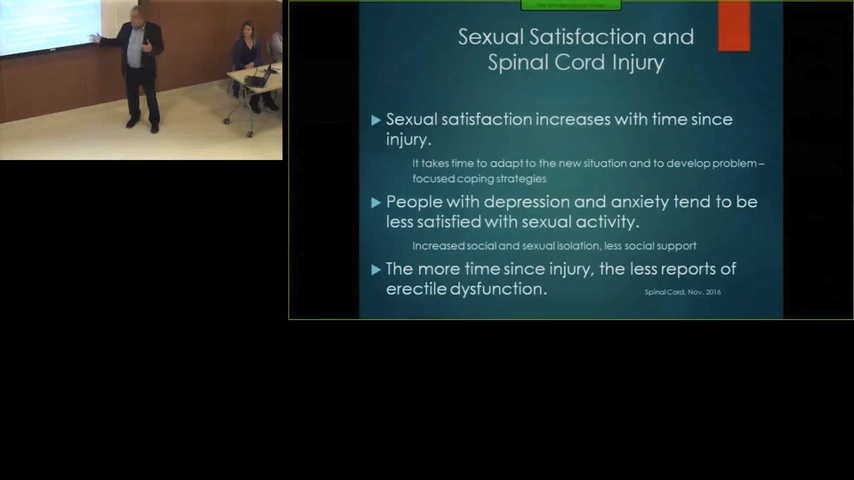 Sexual Satisfaction and
Spinal Cord Injury
Sexual satisfaction increases with time since
injury.
It takes time to adapt to the new situation and to develop problem–
focused coping strategies
People with depression and anxiety tend to be
less satisfied with sexual activity.
Increased social and sexual isolation, less social support
The more time since injury, the less reports of
erectile dysfunction.
Spinal Cord, Nov. 2016